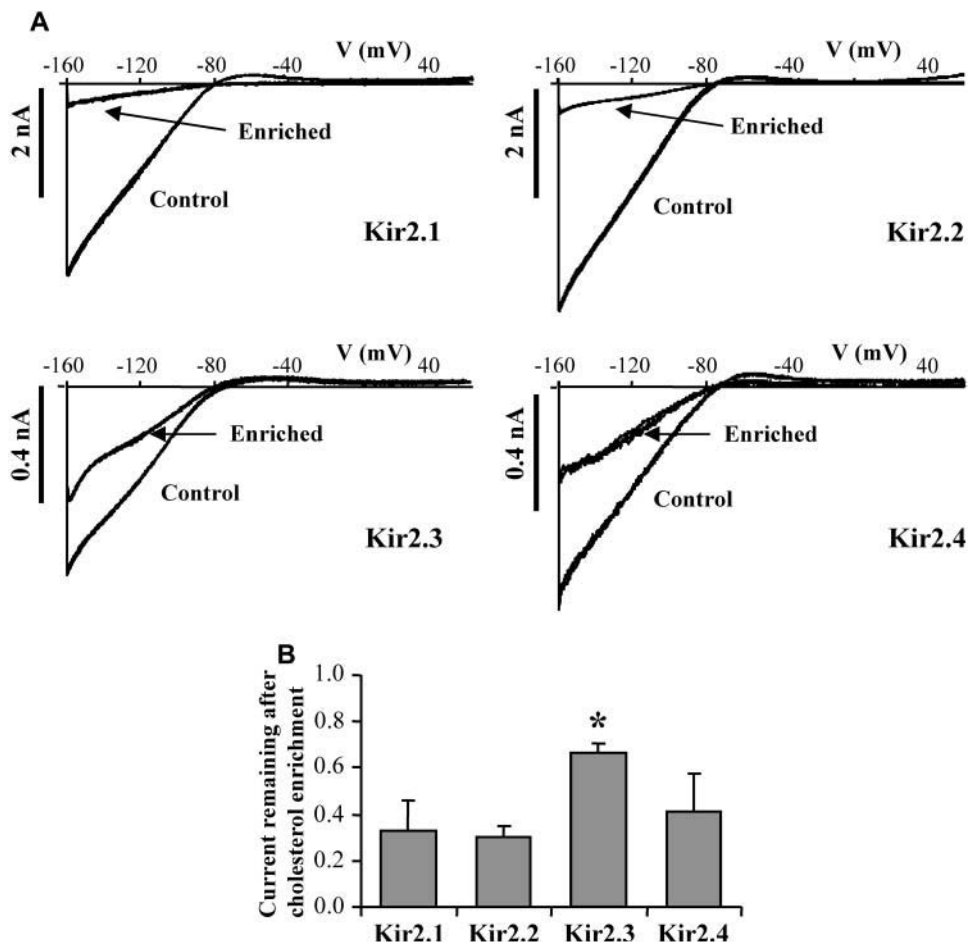 A
V (mV)
-160 -120 -80 -40 40
2 nA
Enriched
Control
Kir2.1
V (mV)
-160 -120 -80 -40 40
2 nA
Enriched
Control
Kir2.2
V (mV)
-160 -120 -80 -40 40
0.4 nA
Enriched
Control
Kir2.3
V (mV)
-160 -120 -80 -40 40
0.4 nA
Enriched
Control
Kir2.4
B
Current remaining after
cholesterol enrichment
1.0
0.8
0.6
0.4
0.2
0.0
*
Kir2.1 Kir2.2 Kir2.3 Kir2.4